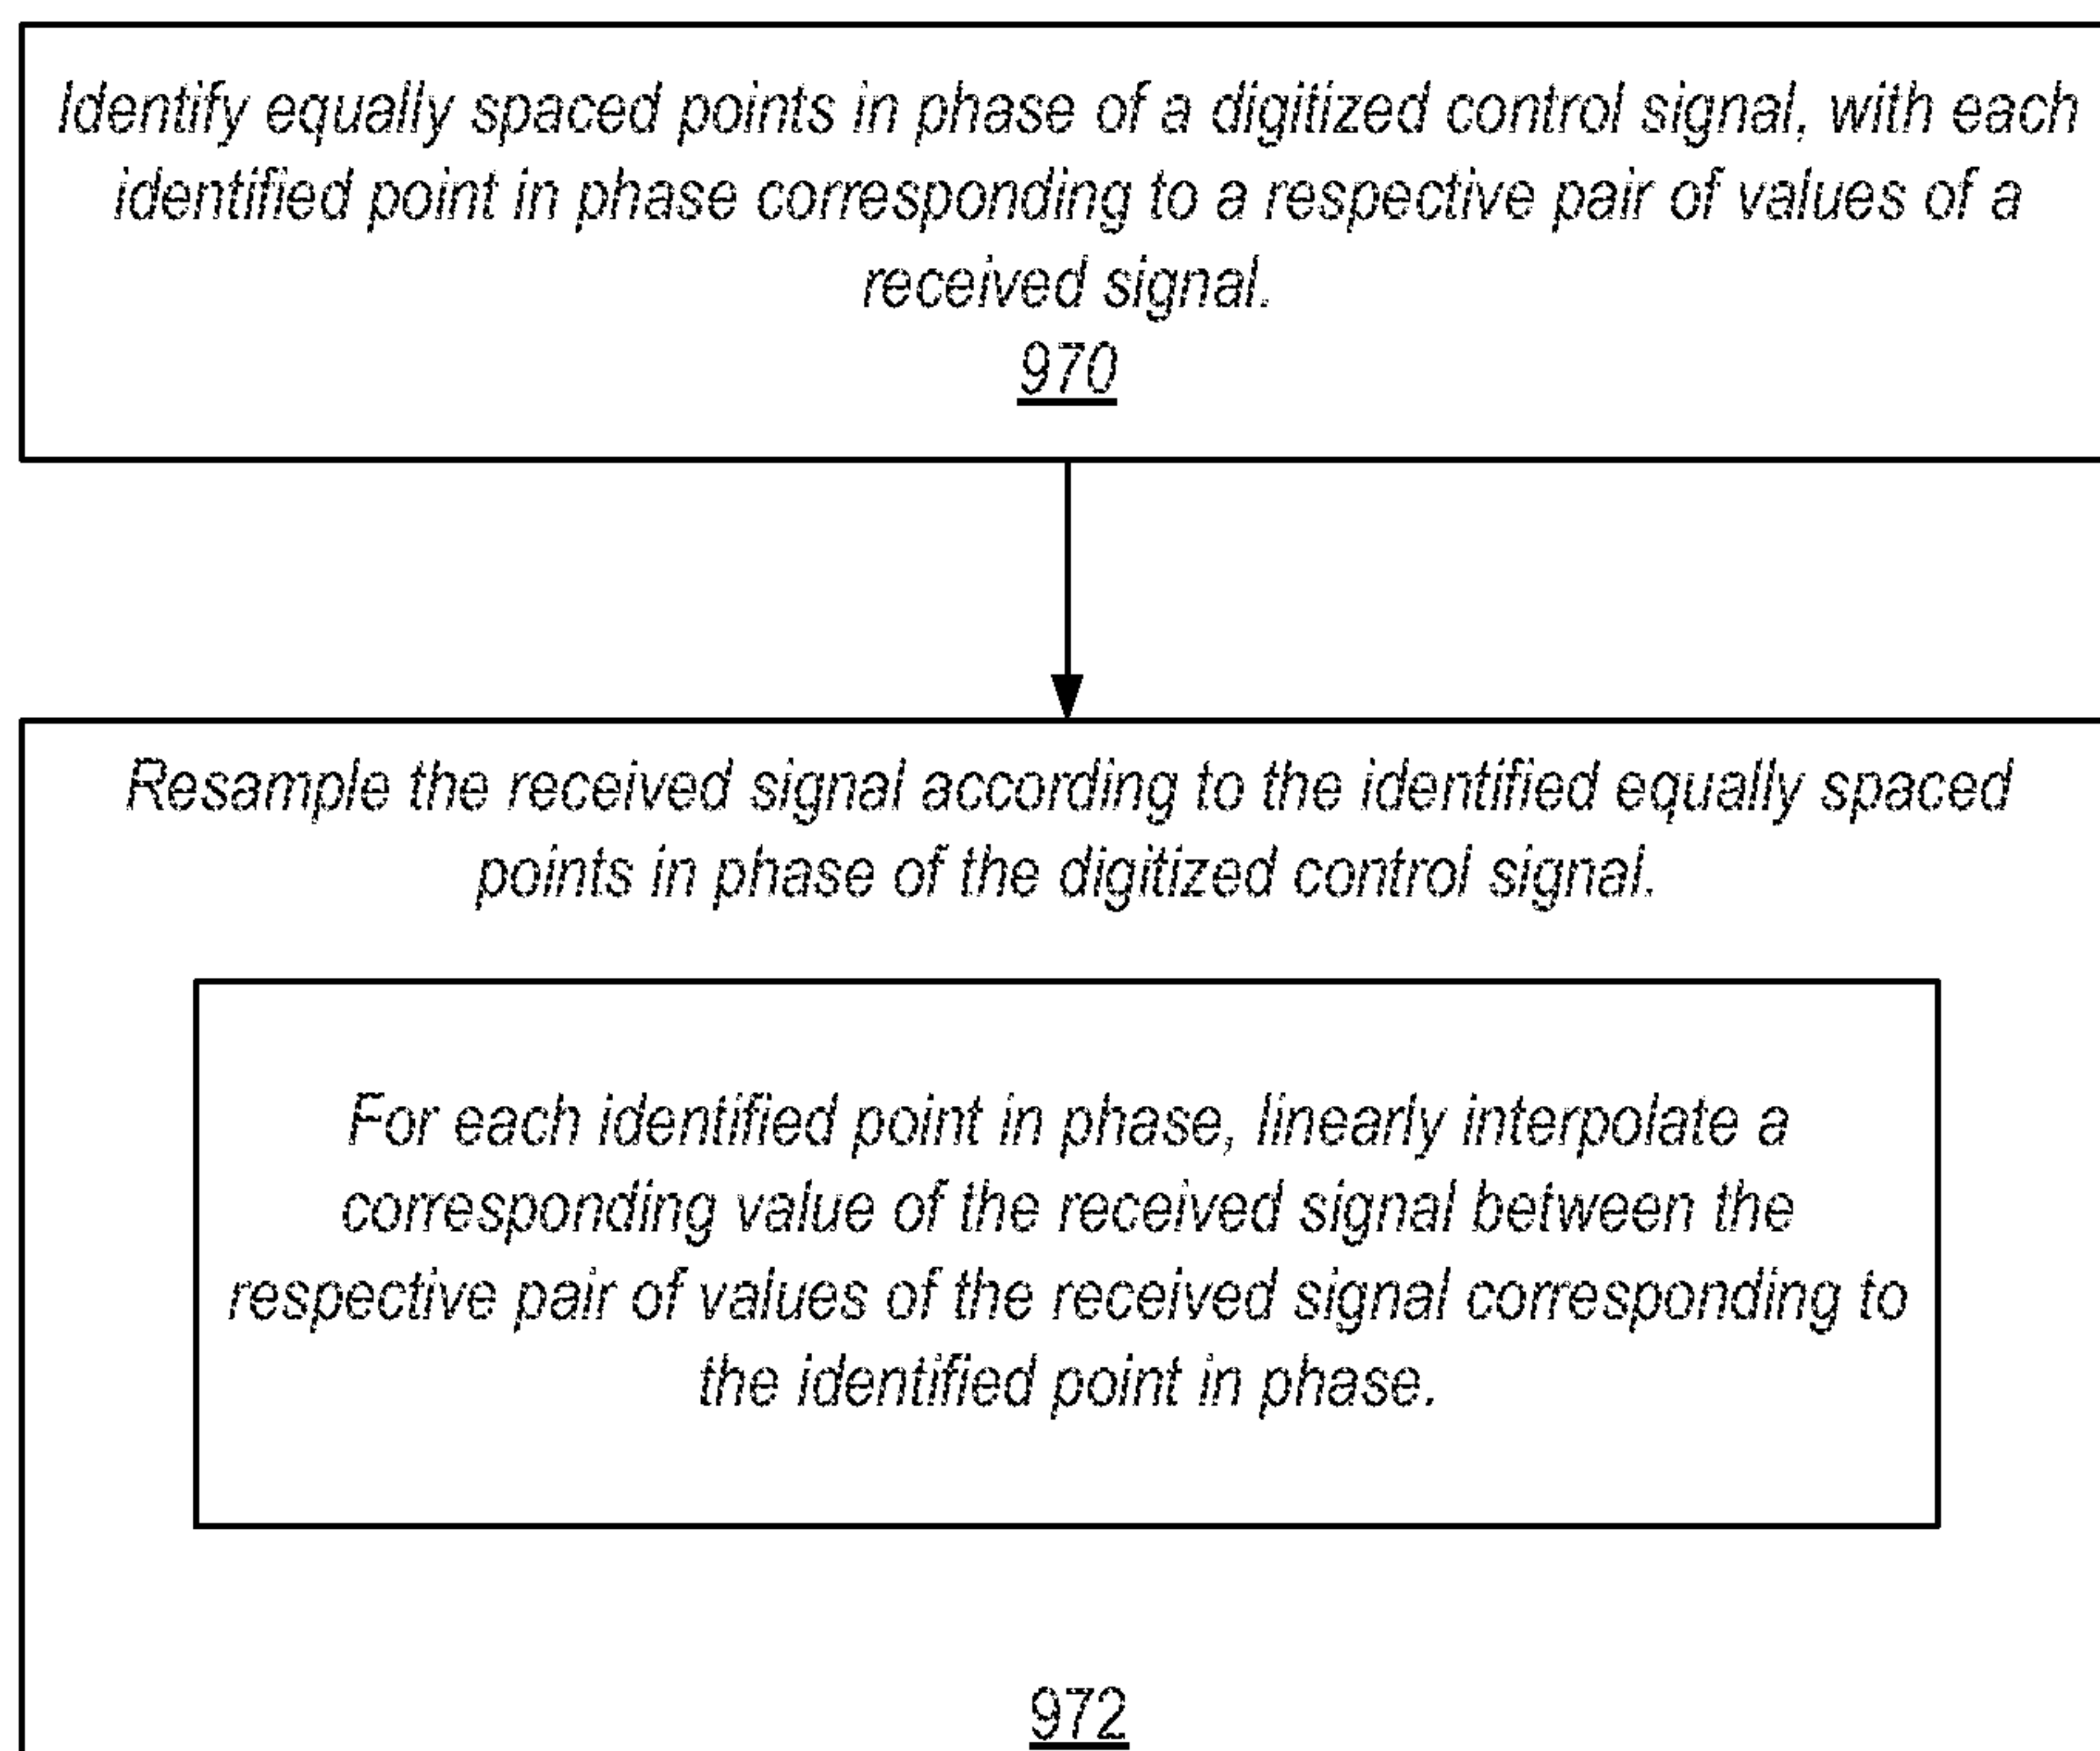 Identify equally spaced points in phase of a digitized control signal, with each
identified point in phase corresponding to a respective pair of values of a
received signal.
970
Resample the received signal according to the identified equally spaced
points in phase of the digitized control signal.
For each identified point in phase, linearly interpolate a
corresponding value of the received signal between the
respective pair of values of the received signal corresponding to
the identified point in phase.
972